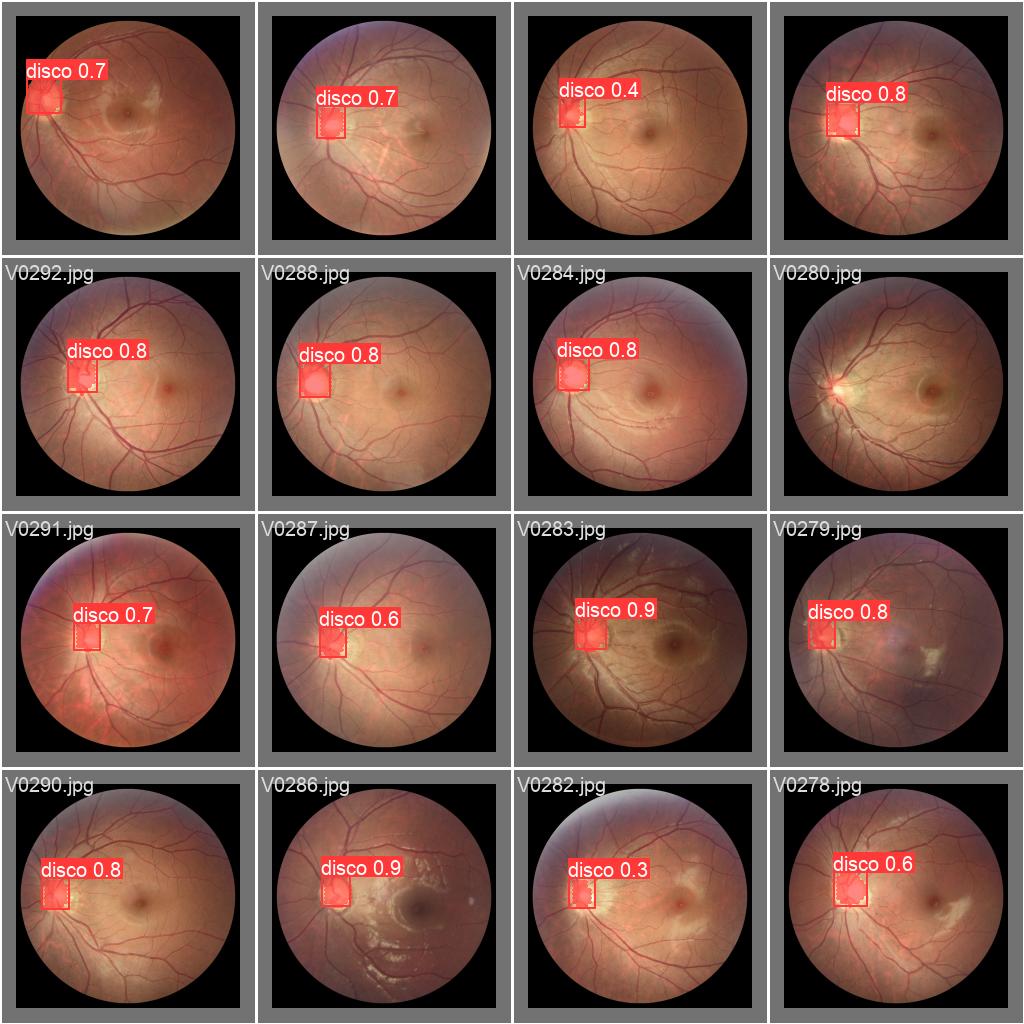 disco 0.7
disco 0.7
disco 0.4
disco 0.8
V0292.jpg
V0288.jpg
V0284.jpg
V0280.jpg
disco 0.8
disco 0.8
disco 0.8
V0291.jpg
V0287.jpg
V0283.jpg
V0279.jpg
disco 0.7
disco 0.6
disco 0.9
disco 0.8
V0290.jpg
V0286.jpg
V0282.jpg
V0278.jpg
disco 0.8
disco 0.9
disco 0.3
disco 0.6